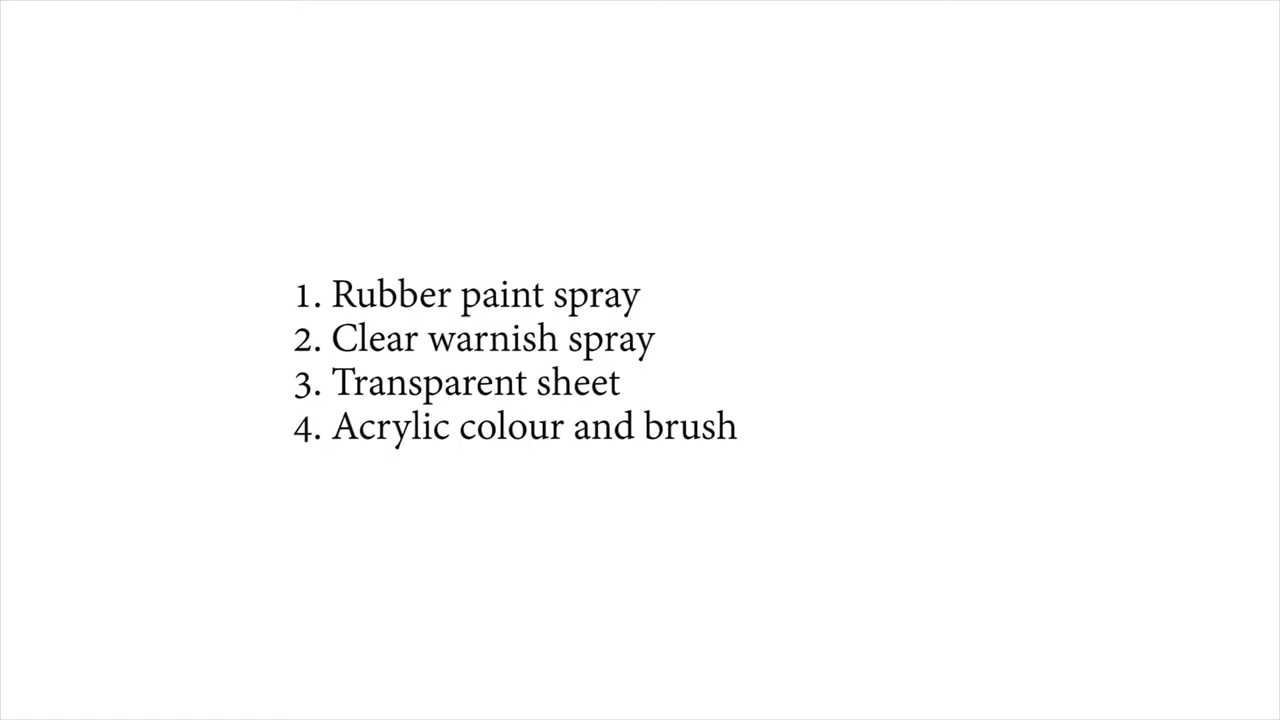 1. Rubber paint spray
2. Clear warnish spray
3. Transparent sheet
4. Acrylic colour and brush